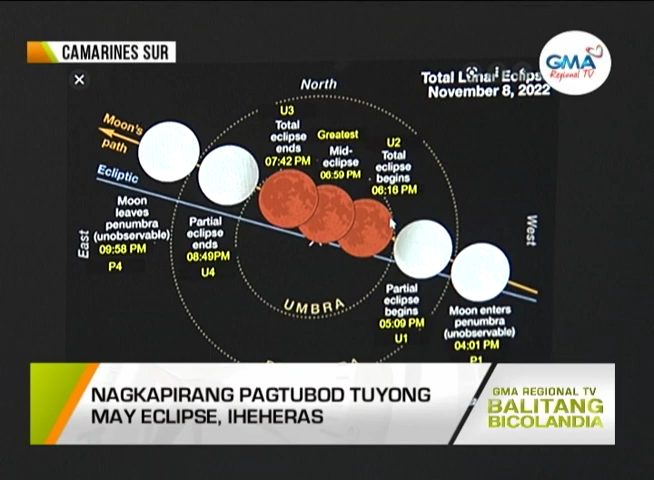 CAMARINES SUR
GMA
Regional TV
Total Lunar Eclipse
November 8, 2022
North
Moon's
path
Ecliptic
U3
Total
eclipse
ends
07:42 PM
Greatest
Mid-
eclipse
06:59 PM
U2
Total
eclipse
begins
06:16 PM
East
West
Moon
leaves
penumbra
(unobservable)
09:58 PM
P4
Partial
eclipse
ends
08:49PM
U4
UMBRA
Partial
eclipse
begins
05:09 PM
U1
Moon enters
penumbra
(unobservable)
04:01 PM
P1
NAGKAPIRANG PAGTUBOD TUYONG
MAY ECLIPSE, IHEHERAS
GMA REGIONAL TV
BALITANG
BICOLANDIA